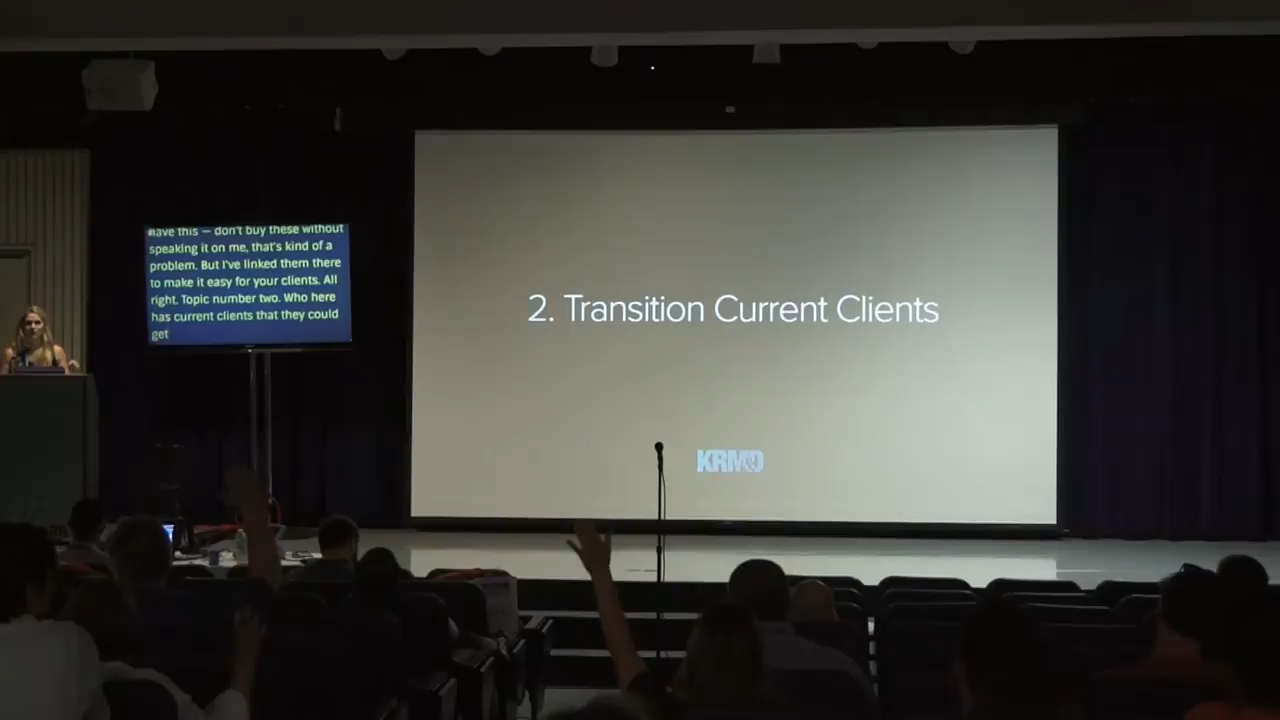 have this — don't buy these without
speaking it on me, that's kind of a
problem. But I've linked them there
to make it easy for your clients. All
right. Topic number two. Who here
has current clients that they could
get
2. Transition Current Clients
KRM&D